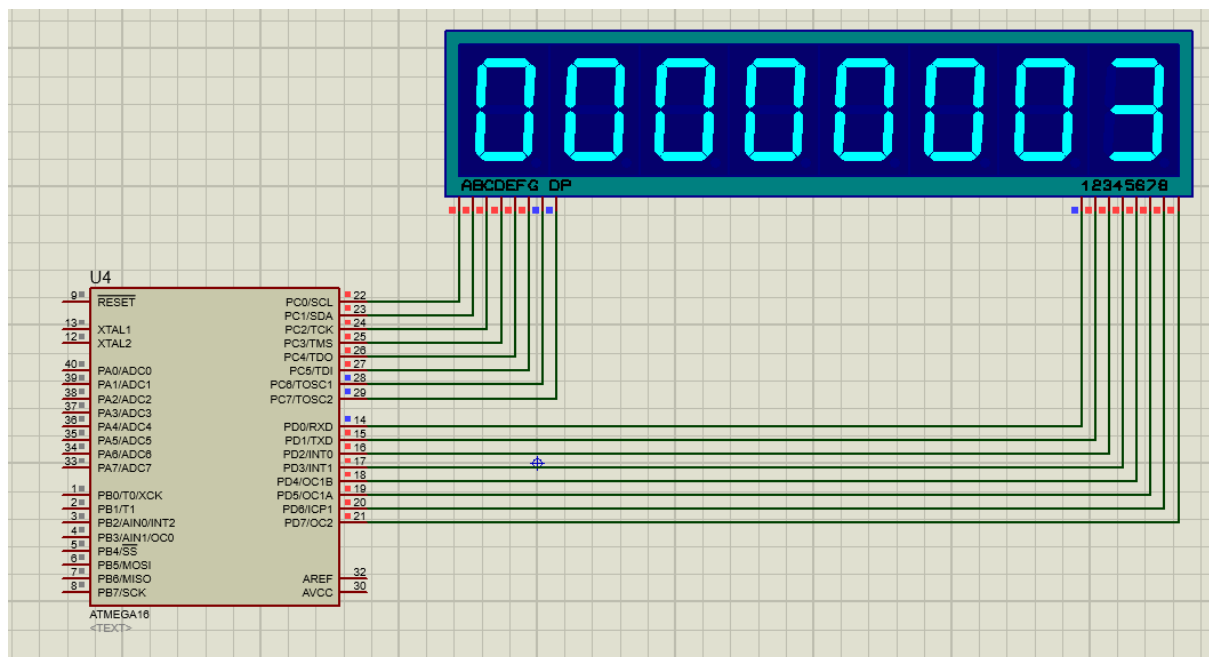 00000003
ABCDEFG DP 12345678
U4
9 RESET PC0/SCL 22
PC1/SDA 23
13 XTAL1 PC2/TCK 24
12 XTAL2 PC3/TMS 25
PC4/TDO 26
40 PA0/ADC0 PC5/TDI 27
39 PA1/ADC1 PC6/TOSC1 28
38 PA2/ADC2 PC7/TOSC2 29
37 PA3/ADC3
36 PA4/ADC4 PD0/RXD 14
35 PA5/ADC5 PD1/TXD 15
34 PA6/ADC6 PD2/INT0 16
33 PA7/ADC7 PD3/INT1 17
PD4/OC1B 18
1 PB0/T0/XCK PD5/OC1A 19
2 PB1/T1 PD6/ICP1 20
3 PB2/AIN0/INT2 PD7/OC2 21
4 PB3/AIN1/OC0
5 PB4/SS
6 PB5/MOSI
7 PB6/MISO AREF 32
8 PB7/SCK AVCC 30
ATMEGA16
<TEXT>